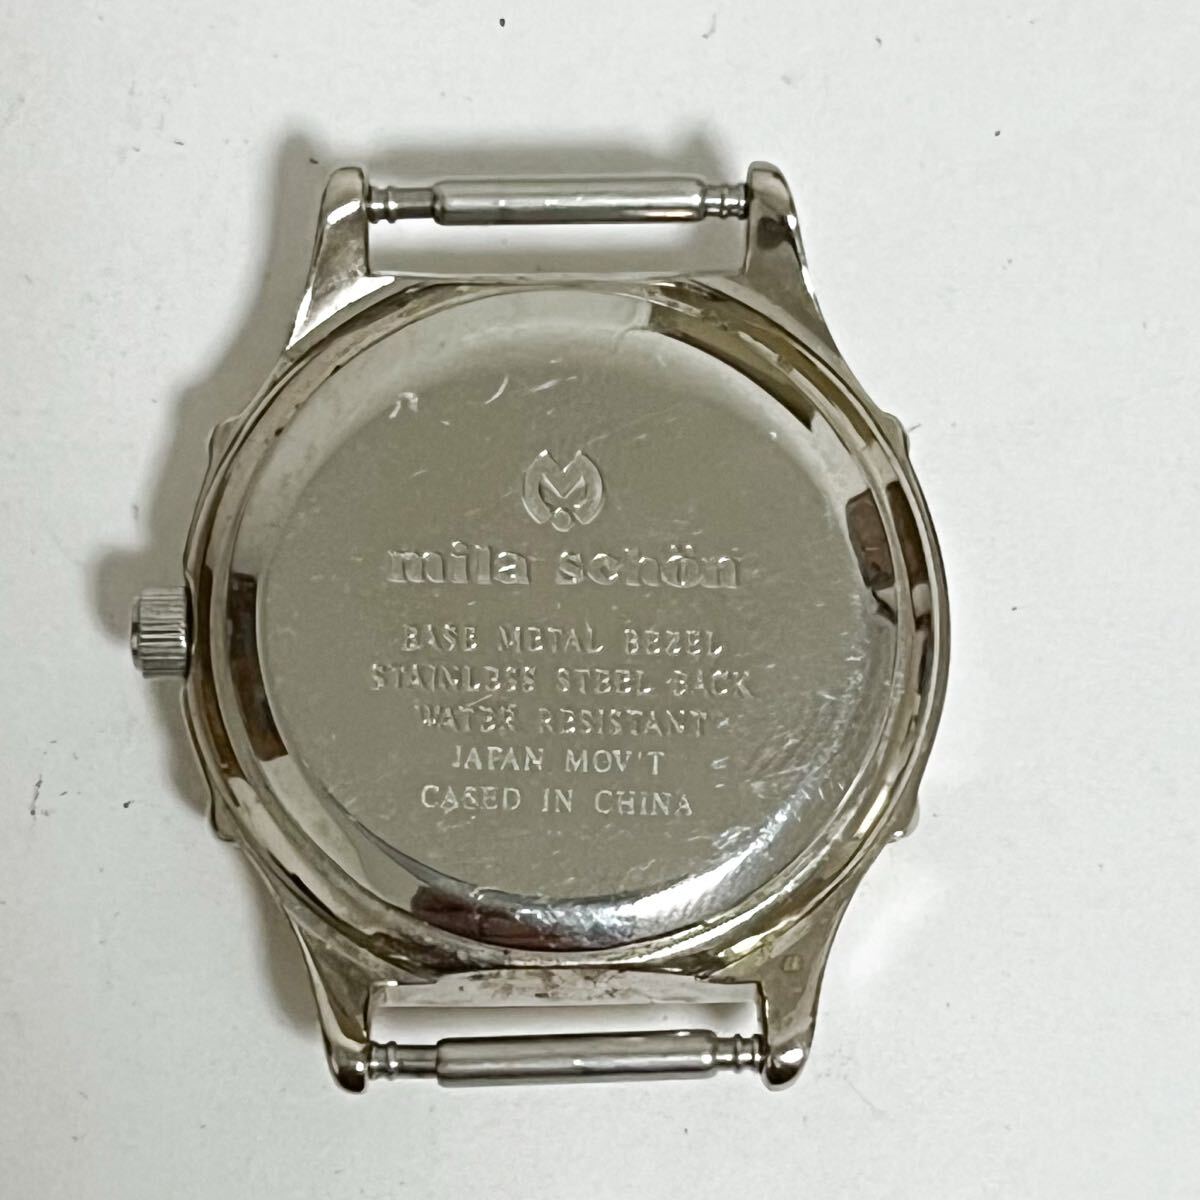 mila schön
BASE METAL BEZEL
STAINLESS STEEL BACK
WATER RESISTANT
JAPAN MOV'T
CASED IN CHINA